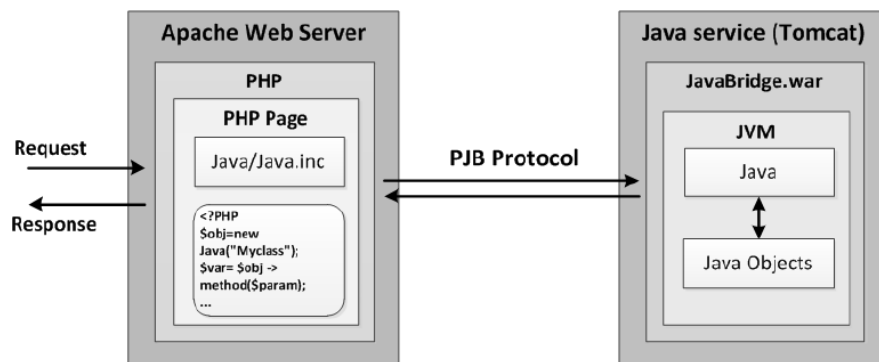 Apache Web Server
PHP
PHP Page
Java/Java.inc
<?PHP
$obj=new
Java("Myclass");
$var= $obj ->
method($param);
...
Request
Response
PJB Protocol
Java service (Tomcat)
JavaBridge.war
JVM
Java
Java Objects